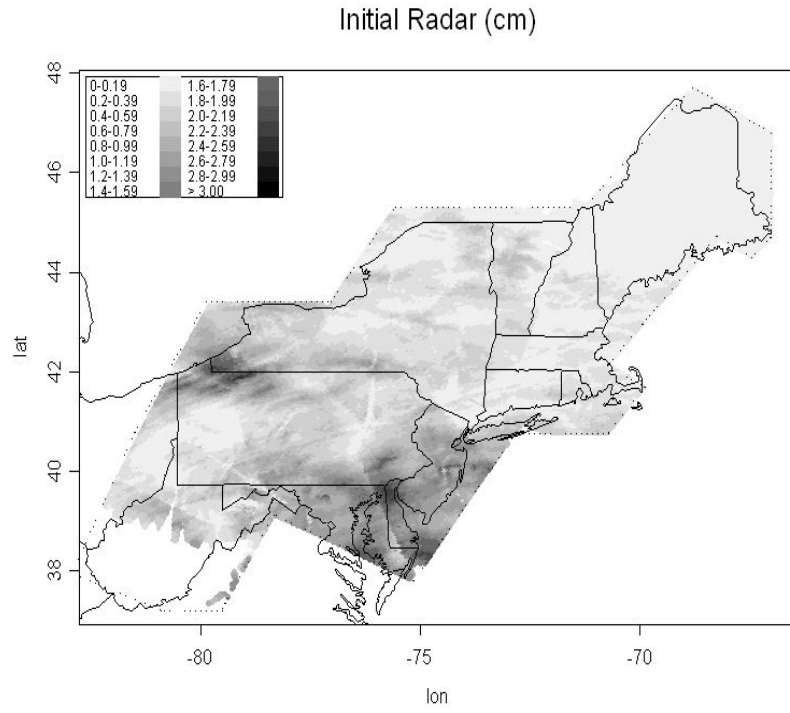 Initial Radar (cm)
0-0.19 1.6-1.79
0.2-0.39 1.8-1.99
0.4-0.59 2.0-2.19
0.6-0.79 2.2-2.39
0.8-0.99 2.4-2.59
1.0-1.19 2.6-2.79
1.2-1.39 2.8-2.99
1.4-1.59 > 3.00
48
46
44
42
40
38
lat
-80 -75 -70
lon